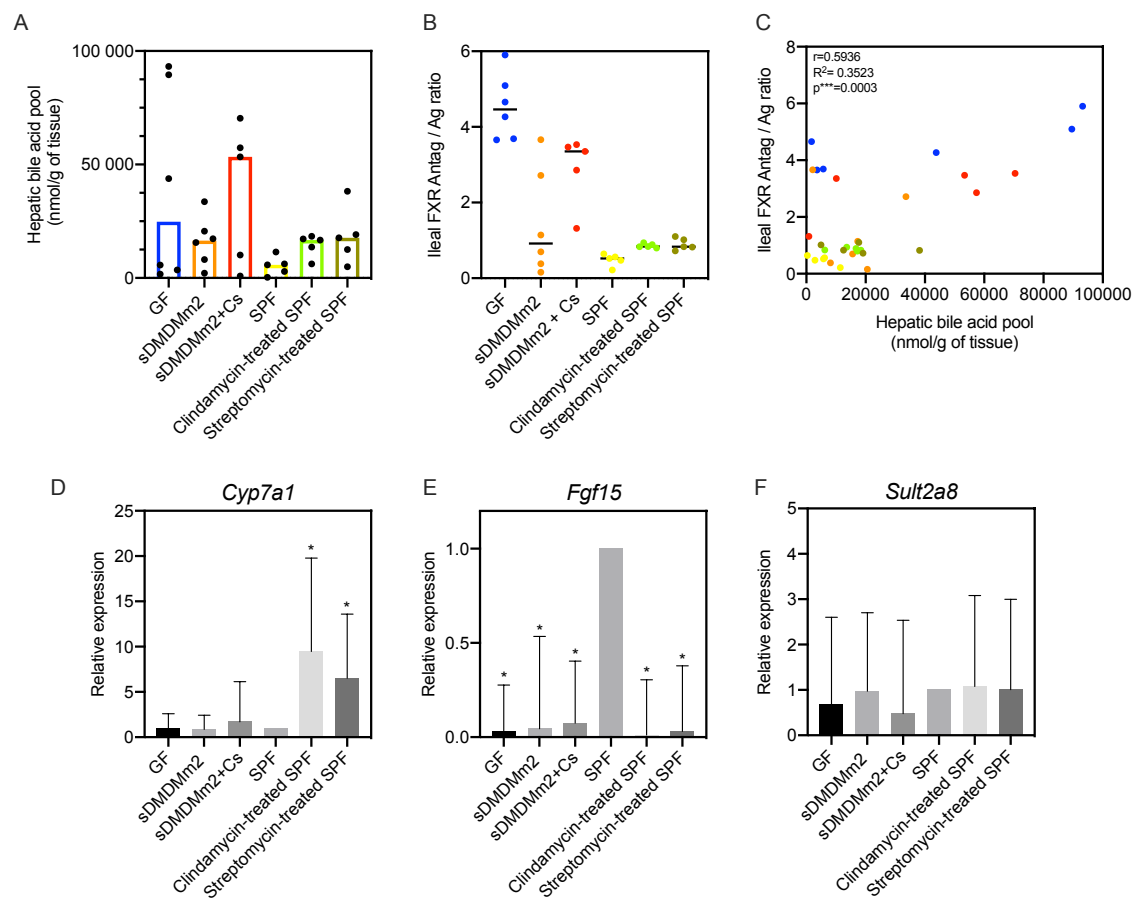 A
Hepatic bile acid pool
(nmol/g of tissue)
100 000
50 000
0
GF
sDMDMm2
sDMDMm2+Cs
SPF
Clindamycin-treated SPF
Streptomycin-treated SPF
B
Ileal FXR Antag / Ag ratio
6
4
2
0
GF
sDMDMm2
sDMDMm2 + Cs
SPF
Clindamycin-treated SPF
Streptomycin-treated SPF
C
Ileal FXR Antag / Ag ratio
8
6
4
2
0
r=0.5936
R²= 0.3523
p***=0.0003
0
20000
40000
60000
80000
100000
Hepatic bile acid pool
(nmol/g of tissue)
D
Cyp7a1
Relative expression
25
20
15
10
5
0
*
*
GF
sDMDMm2
sDMDMm2+Cs
SPF
Clindamycin-treated SPF
Streptomycin-treated SPF
E
Fgf15
Relative expression
1.0
0.5
0.0
*
*
*
*
*
GF
sDMDMm2
sDMDMm2+Cs
SPF
Clindamycin-treated SPF
Streptomycin-treated SPF
F
Sult2a8
Relative expression
5
4
3
2
1
0
GF
sDMDMm2
sDMDMm2+Cs
SPF
Clindamycin-treated SPF
Streptomycin-treated SPF